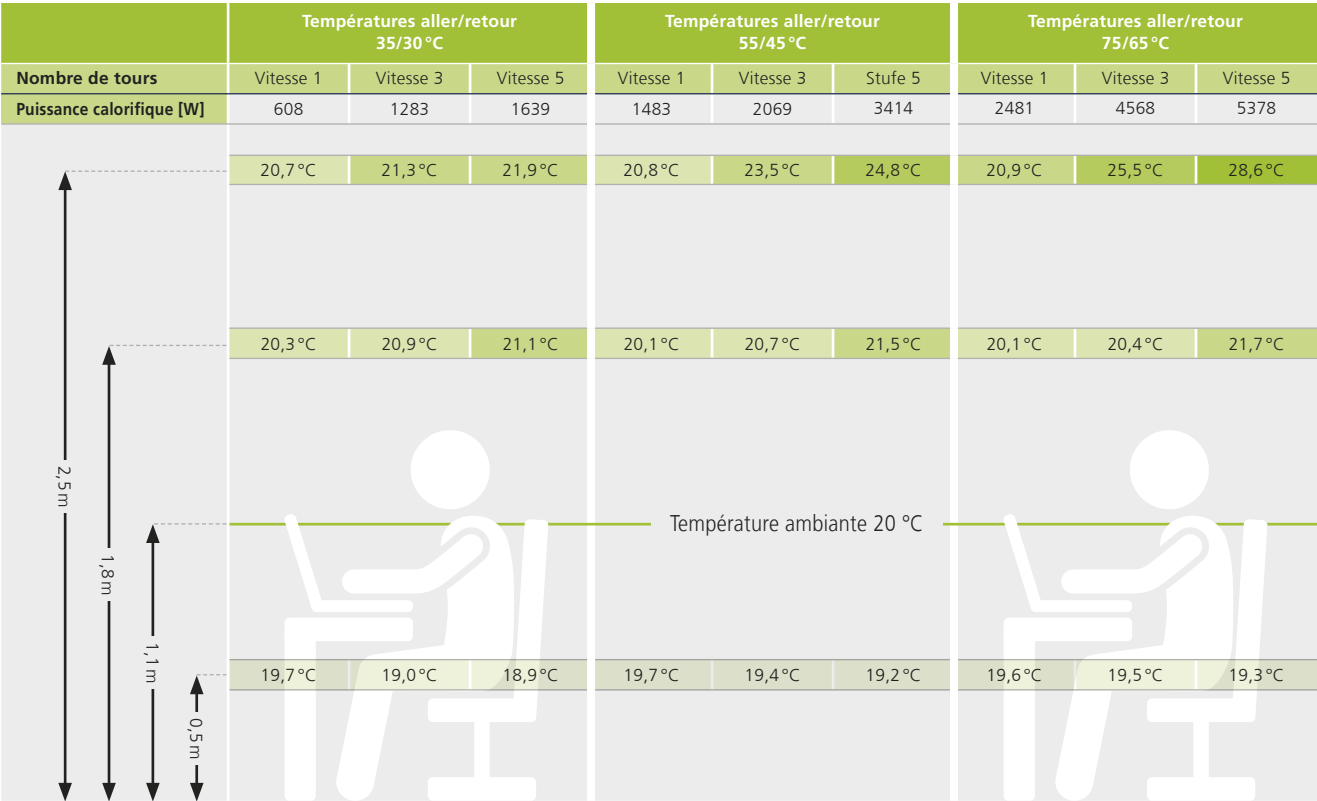 Températures aller/retour
35/30 °C
Températures aller/retour
55/45 °C
Températures aller/retour
75/65 °C
Nombre de tours Vitesse 1 Vitesse 3 Vitesse 5 Vitesse 1 Vitesse 3 Stufe 5 Vitesse 1 Vitesse 3 Vitesse 5
Puissance calorifique [W] 608 1283 1639 1483 2069 3414 2481 4568 5378
20,7 °C 21,3 °C 21,9 °C 20,8 °C 23,5 °C 24,8 °C 20,9 °C 25,5 °C 28,6 °C
20,3 °C 20,9 °C 21,1 °C 20,1 °C 20,7 °C 21,5 °C 20,1 °C 20,4 °C 21,7 °C
2,5 m
Température ambiante 20 °C
1,8 m
1,1 m
19,7 °C 19,0 °C 18,9 °C 19,7 °C 19,4 °C 19,2 °C 19,6 °C 19,5 °C 19,3 °C
0,5 m